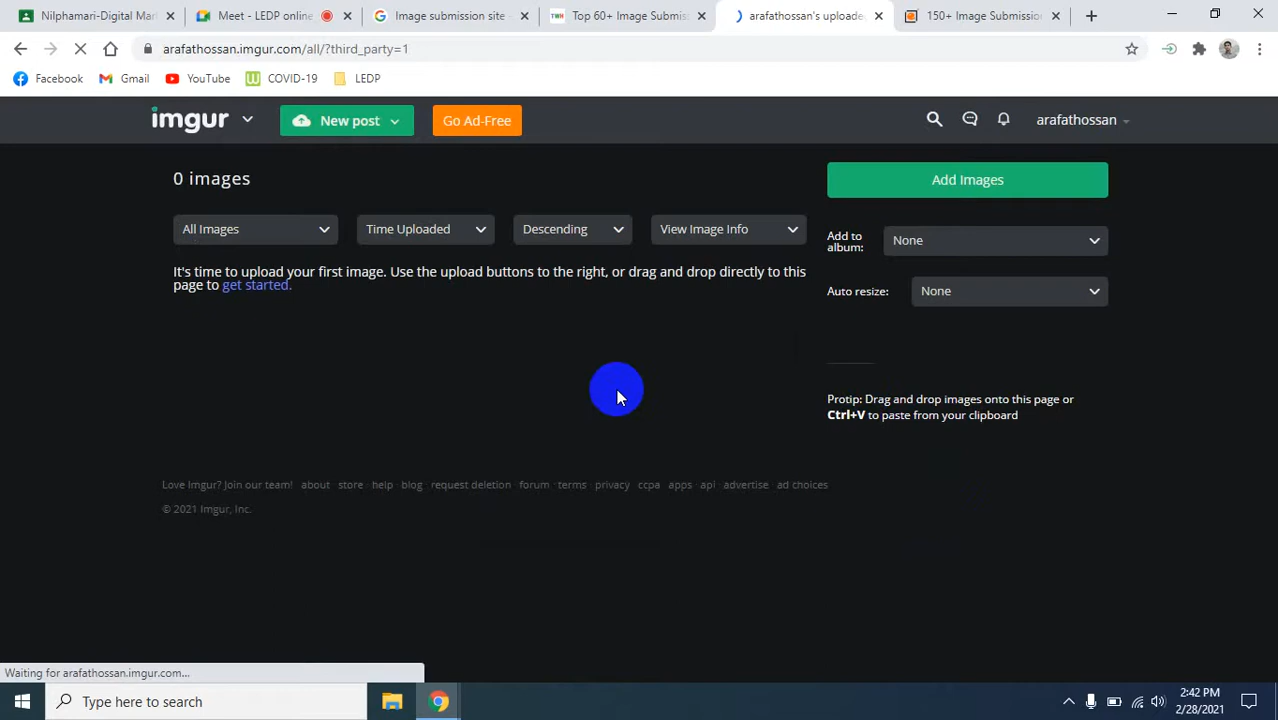 Nilphamari-Digital Mar
Meet - LEDP online
Image submission site -
Top 60+ Image Submis
arafathossan's uploade
150+ Image Submissio
arafathossan.imgur.com/all/?third_party=1
Facebook
Gmail
YouTube
COVID-19
LEDP
imgur
New post
Go Ad-Free
arafathossan
0 images
Add Images
All Images
Time Uploaded
Descending
View Image Info
Add to
album:
None
It's time to upload your first image. Use the upload buttons to the right, or drag and drop directly to this
page to get started.
Auto resize:
None
Protip: Drag and drop images onto this page or
Ctrl+V to paste from your clipboard
Love Imgur? Join our team! about store help blog request deletion forum terms privacy ccpa apps api advertise ad choices
© 2021 Imgur, Inc.
Waiting for arafathossan.imgur.com...
Type here to search
2:42 PM
2/28/2021